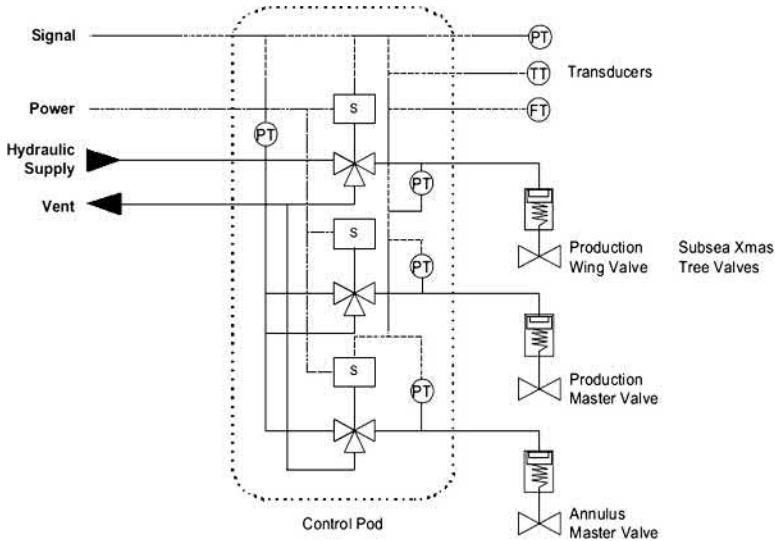 Signal
PT
Power
S
TT
Transducers
FT
PT
Hydraulic
Supply
PT
Vent
S
Production
Wing Valve
Subsea Xmas
Tree Valves
PT
S
PT
Production
Master Valve
Control Pod
Annulus
Master Valve